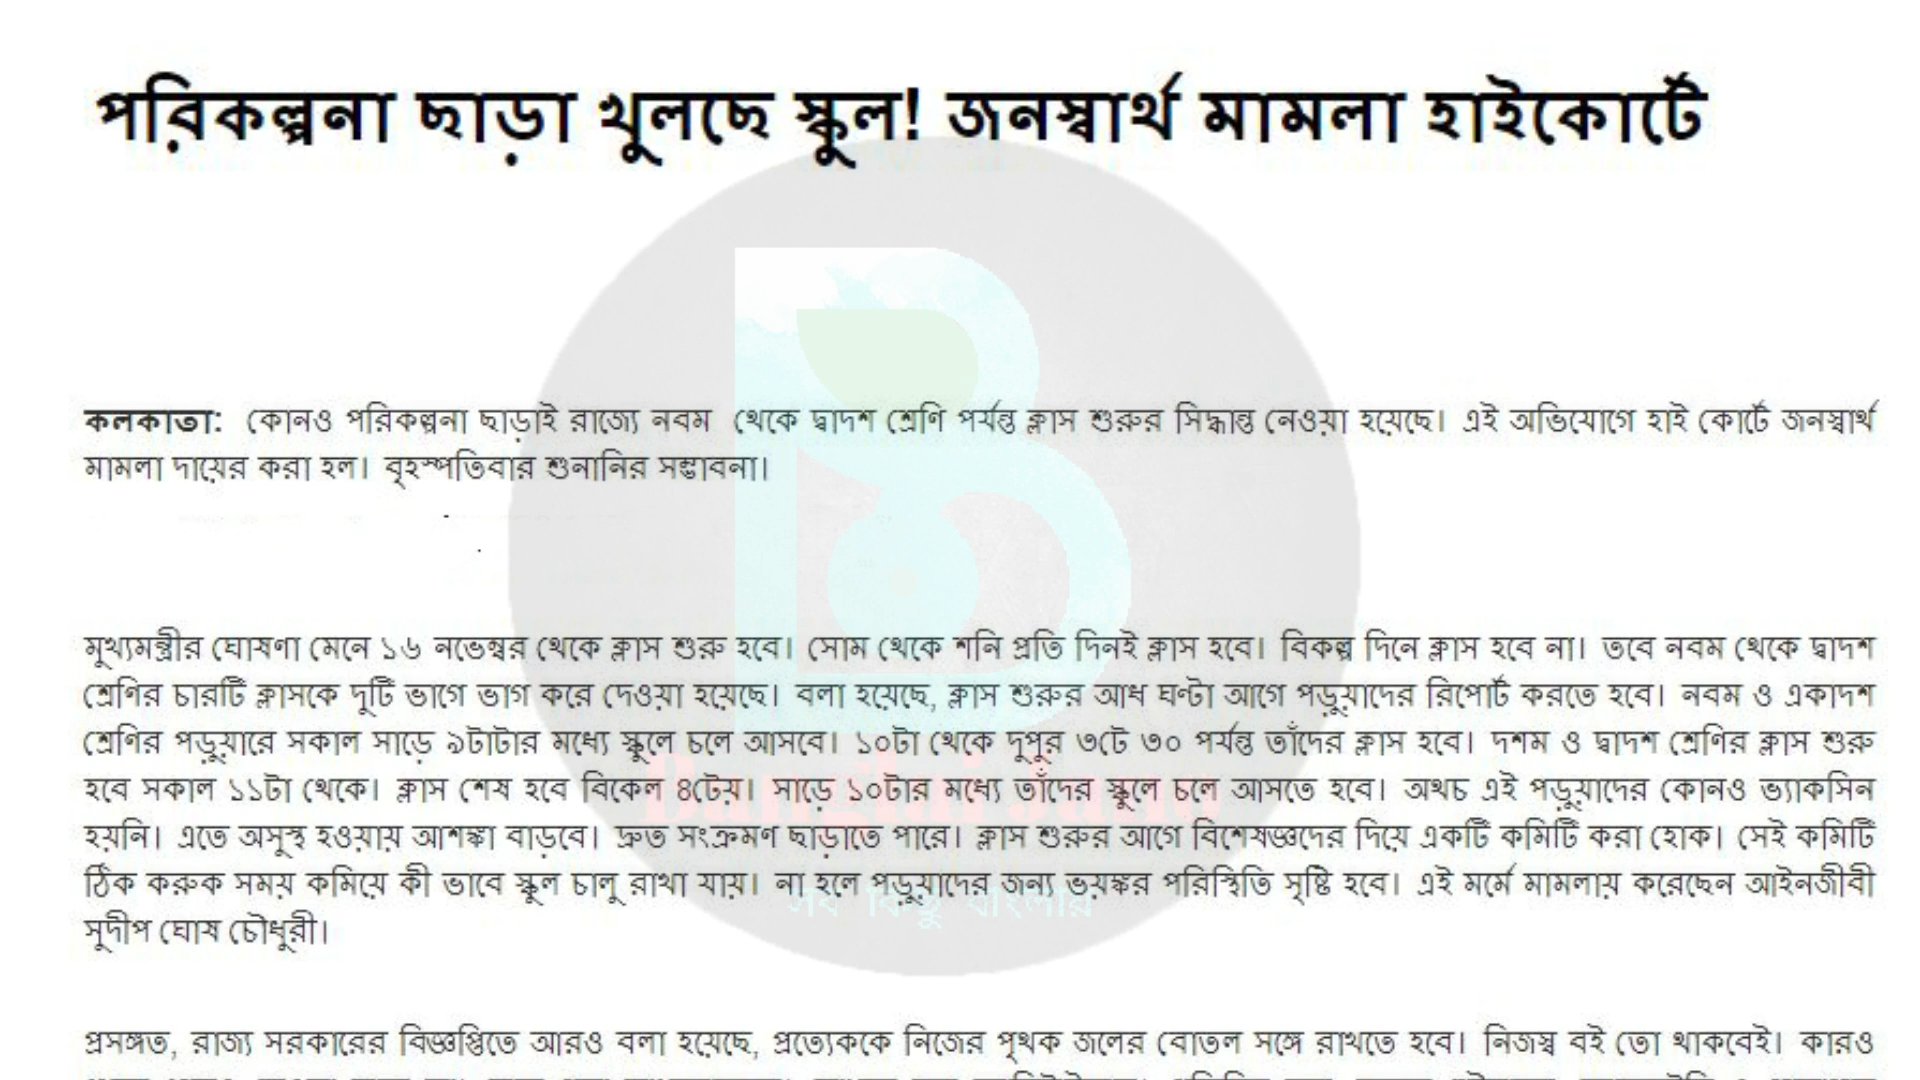 পরিকল্পনা ছাড়া খুলছে স্কুল! জনস্বার্থ মামলা হাইকোর্টে
কলকাতা: কোনও পরিকল্পনা ছাড়াই রাজ্যে নবম থেকে দ্বাদশ শ্রেণি পর্যন্ত ক্লাস শুরুর সিদ্ধান্ত নেওয়া হয়েছে। এই অভিযোগে হাই কোর্টে জনস্বার্থ
মামলা দায়ের করা হল। বৃহস্পতিবার শুনানির সম্ভাবনা।
মুখ্যমন্ত্রীর ঘোষণা মেনে ১৬ নভেম্বর থেকে ক্লাস শুরু হবে। সোম থেকে শনি প্রতি দিনই ক্লাস হবে। বিকল্প দিনে ক্লাস হবে না। তবে নবম থেকে দ্বাদশ
শ্রেণির চারটি ক্লাসকে দুটি ভাগে ভাগ করে দেওয়া হয়েছে। বলা হয়েছে, ক্লাস শুরুর আধ ঘণ্টা আগে পড়ুয়াদের রিপোর্ট করতে হবে। নবম ও একাদশ
শ্রেণির পড়ুয়ারে সকাল সাড়ে ৯টাটার মধ্যে স্কুলে চলে আসবে। ১০টা থেকে দুপুর ৩টে ৩০ পর্যন্ত তাঁদের ক্লাস হবে। দশম ও দ্বাদশ শ্রেণির ক্লাস শুরু
হবে সকাল ১১টা থেকে। ক্লাস শেষ হবে বিকেল ৪টেয়। সাড়ে ১০টার মধ্যে তাঁদের স্কুলে চলে আসতে হবে। অথচ এই পড়ুয়াদের কোনও ভ্যাকসিন
হয়নি। এতে অসুস্থ হওয়ায় আশঙ্কা বাড়বে। দ্রুত সংক্রমণ ছাড়াতে পারে। ক্লাস শুরুর আগে বিশেষজ্ঞদের দিয়ে একটি কমিটি করা হোক। সেই কমিটি
ঠিক করুক সময় কমিয়ে কী ভাবে স্কুল চালু রাখা যায়। না হলে পড়ুয়াদের জন্য ভয়ঙ্কর পরিস্থিতি সৃষ্টি হবে। এই মর্মে মামলায় করেছেন আইনজীবী
সব কিছু বাংলায়
সুদীপ ঘোষ চৌধুরী।
প্রসঙ্গত, রাজ্য সরকারের বিজ্ঞপ্তিতে আরও বলা হয়েছে, প্রত্যেককে নিজের পৃথক জলের বোতল সঙ্গে রাখতে হবে। নিজস্ব বই তো থাকবেই। কারও